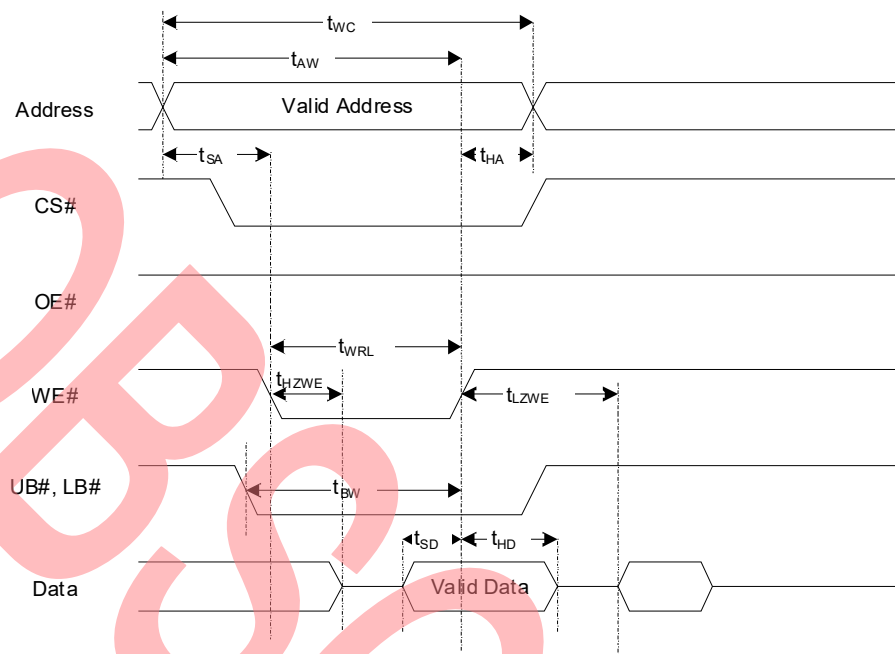 tWC
tAW
Address
Valid Address
tSA
tHA
CS#
OE#
tWRL
tHZWE
WE#
tLZWE
UB#, LB#
tBW
tSD
tHD
Data
Valid Data